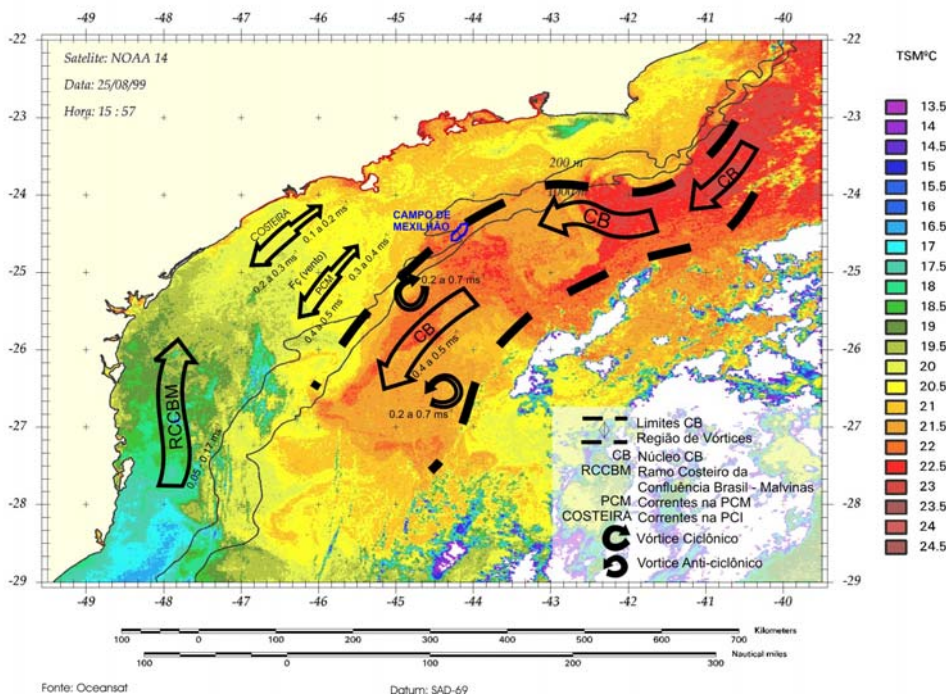 -49 -48 -47 -46 -45 -44 -43 -42 -41 -40
-22 -22
Satelite: NOAA 14
Data: 25/08/99
Hora: 15 : 57
TSMºC
13.5
14
14.5
15
15.5
16
16.5
17
17.5
18
18.5
19
19.5
20
20.5
21
21.5
22
22.5
23
23.5
24
24.5
-23 -23
200 m
1000 m
CB
-24 -24
COSTEIRA
0.1 a 0.2 ms
0.2 a 0.3 ms
CAMPO DE
MEXILHÃO
CB
Fç (vento)
PCM
0.3 a 0.4 ms
0.4 a 0.5 ms
-25 -25
0.2 a 0.7 ms
CB
0.4 a 0.5 ms
-26 -26
RCCBM
0.05 - 0.17 ms
0.2 a 0.7 ms
-27 -27
Limites CB
Região de Vórtices
CB Núcleo CB
RCCBM Ramo Costeiro da
Confluência Brasil - Malvinas
PCM Correntes na PCM
COSTEIRA Correntes na PCI
Vórtice Ciclônico
Vortice Anti-ciclônico
-28 -28
-29 -29
-49 -48 -47 -46 -45 -44 -43 -42 -41 -40
100 0 100 200 300 400 500 600 700 Kilometers
100 0 100 200 300 Nautical miles
Fonte: Oceansat
Datum: SAD-69